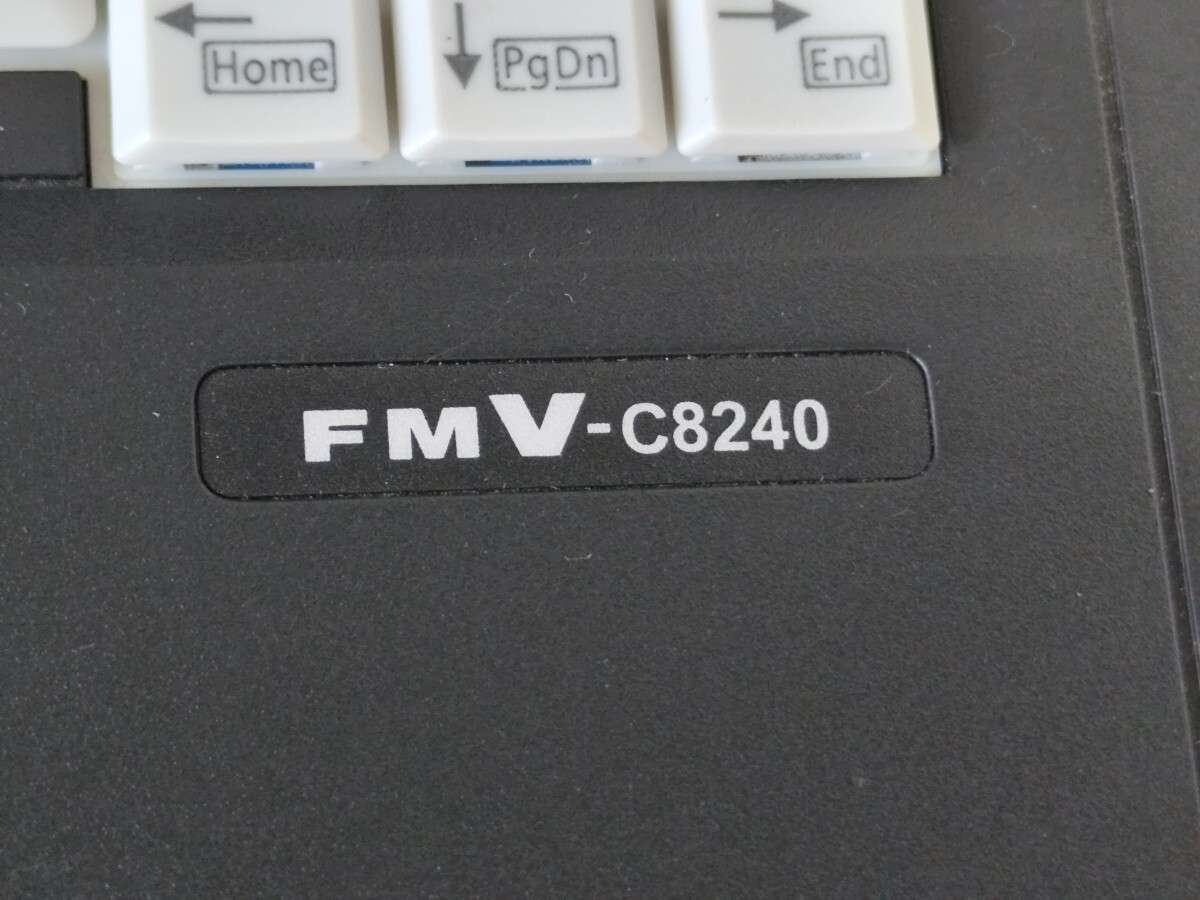 ← Home ↓ PgDn → End
FMV-C8240